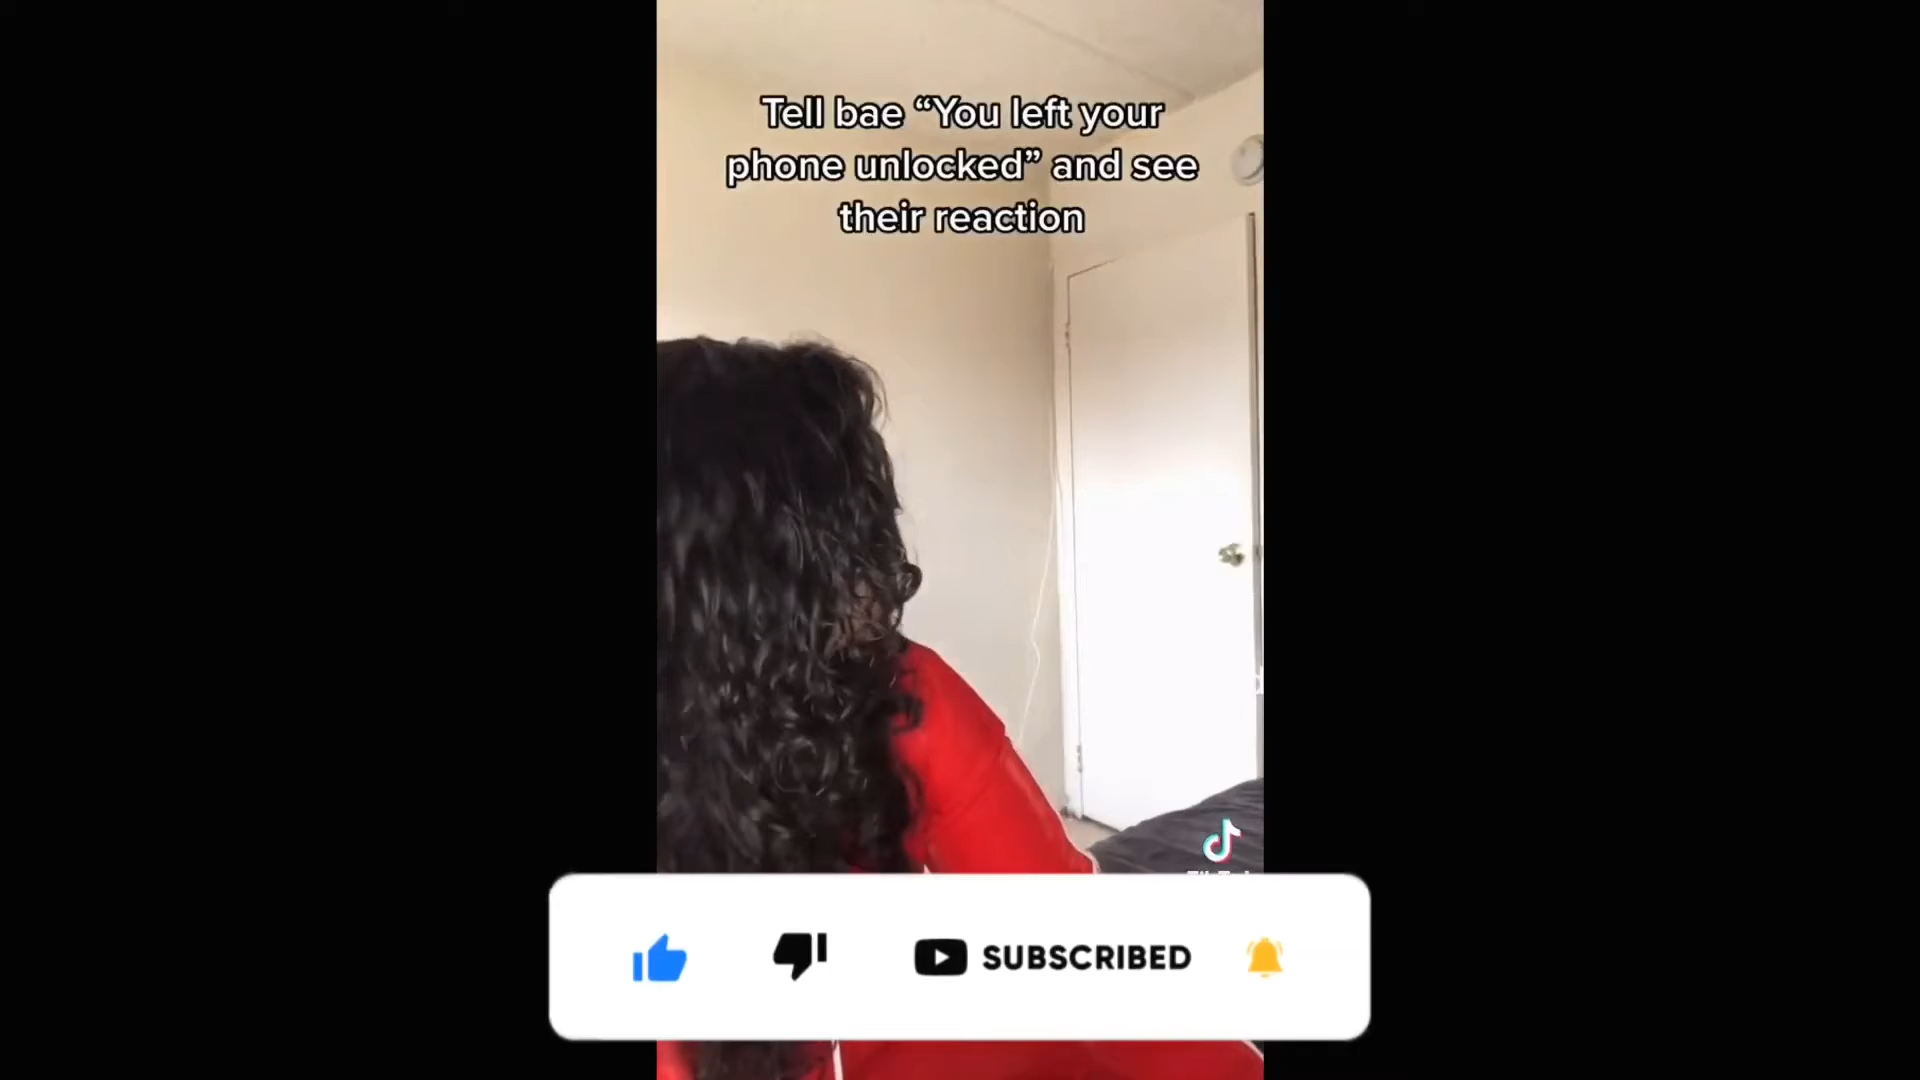 Tell bae “You left your
phone unlocked” and see
their reaction
SUBSCRIBED